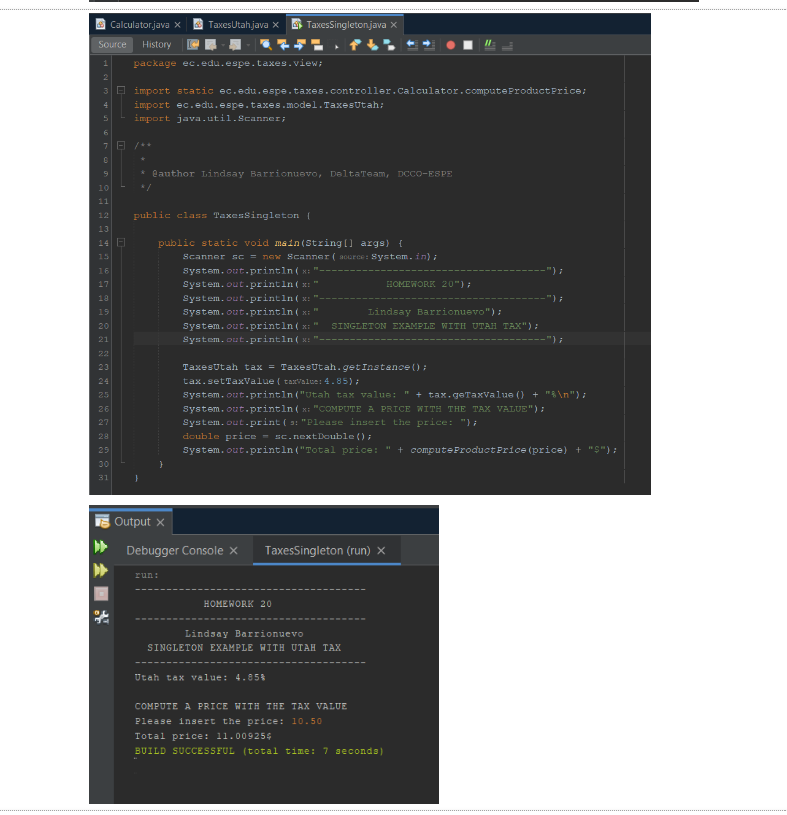 Calculator.java × TaxesUtah.java × TaxesSingleton.java ×
Source History
1 package ec.edu.espe.taxes.view;
2
3 import static ec.edu.espe.taxes.controller.Calculator.computeProductPrice;
4 import ec.edu.espe.taxes.model.TaxesUtah;
5 import java.util.Scanner;
6
7 /**
8 *
9 * @author Lindsay Barrionuevo, DeltaTeam, DCCO-ESPE
10 */
11
12 public class TaxesSingleton {
13
14 public static void main(String[] args) {
15 Scanner sc = new Scanner( source: System.in);
16 System.out.println( x: "-------------------------------------");
17 System.out.println( x: " HOMEWORK 20");
18 System.out.println( x: "-------------------------------------");
19 System.out.println( x: " Lindsay Barrionuevo");
20 System.out.println( x: " SINGLETON EXAMPLE WITH UTAH TAX");
21 System.out.println( x: "-------------------------------------");
22
23 TaxesUtah tax = TaxesUtah.getInstance();
24 tax.setTaxValue( taxValue: 4.85);
25 System.out.println("Utah tax value: " + tax.geTaxValue() + "%\n");
26 System.out.println( x: "COMPUTE A PRICE WITH THE TAX VALUE");
27 System.out.print( s: "Please insert the price: ");
28 double price = sc.nextDouble();
29 System.out.println("Total price: " + computeProductPrice(price) + "$");
30 }
31 }
Output ×
Debugger Console × TaxesSingleton (run) ×
run:
-------------------------------------
HOMEWORK 20
-------------------------------------
Lindsay Barrionuevo
SINGLETON EXAMPLE WITH UTAH TAX
-------------------------------------
Utah tax value: 4.85%
COMPUTE A PRICE WITH THE TAX VALUE
Please insert the price: 10.50
Total price: 11.00925$
BUILD SUCCESSFUL (total time: 7 seconds)